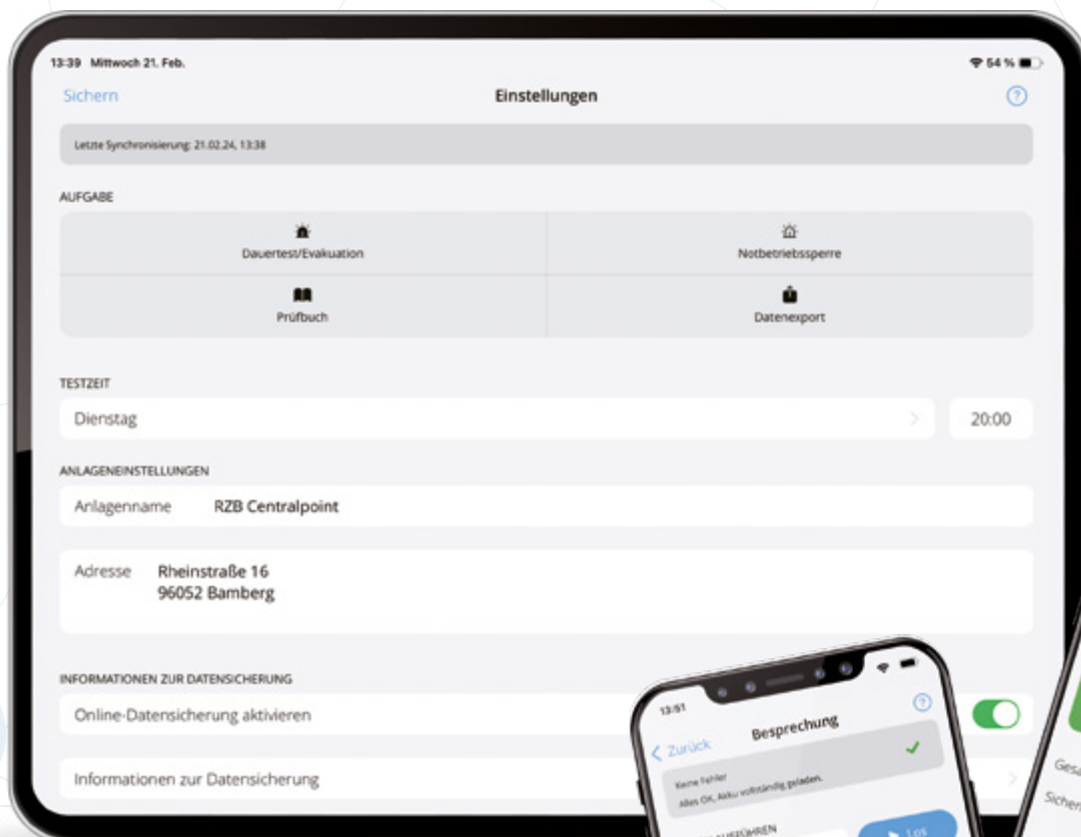 13:39 Mittwoch 21. Feb.
54 %
Sichern
Einstellungen
?
Letzte Synchronisierung: 21.02.24, 13:38
AUFGABE
Dauertest/Evakuation
Notbetriebssperre
Prüfbuch
Datenexport
TESTZEIT
Dienstag
20:00
ANLAGENEINSTELLUNGEN
Anlagenname RZB Centralpoint
Adresse Rheinstraße 16
96052 Bamberg
INFORMATIONEN ZUR DATENSICHERUNG
Online-Datensicherung aktivieren
Informationen zur Datensicherung
13:51
Zurück
Besprechung
?
Keine Fehler
Alles OK, Akku vollständig geladen.
Los